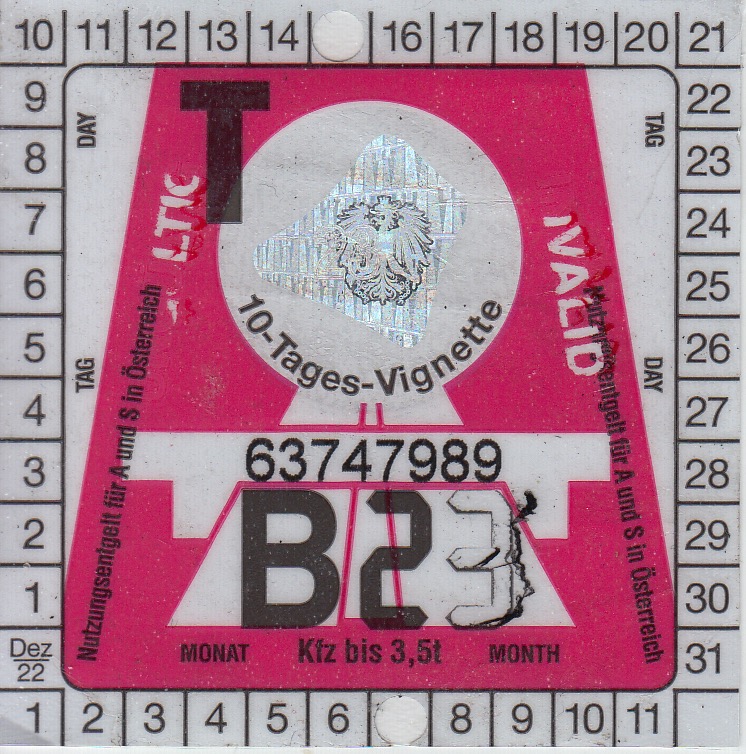 10 11 12 13 14 16 17 18 19 20 21
9 22
8 23
7 24
6 25
5 26
4 27
3 28
2 29
1 30
Dez
22
31
1 2 3 4 5 6 8 9 10 11
DAY
TAG
T
TAG
DAY
10-Tages-Vignette
Nutzungsentgelt für A und S in Österreich
Nutzungsentgelt für A und S in Österreich
63747989
B23
MONAT Kfz bis 3,5t MONTH